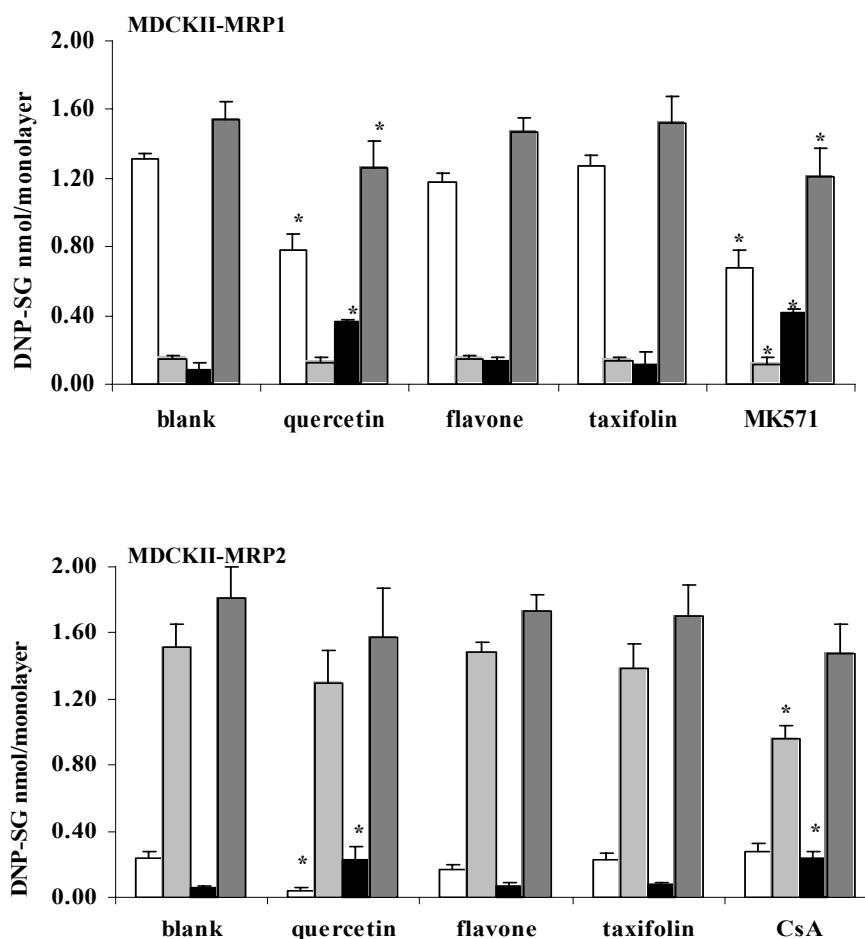 MDCKII-MRP1
DNP-SG nmol/monolayer
2.00
1.60
1.20
0.80
0.40
0.00
* * * * * * *
blank quercetin flavone taxifolin MK571
MDCKII-MRP2
DNP-SG nmol/monolayer
2.00
1.60
1.20
0.80
0.40
0.00
* * * *
blank quercetin flavone taxifolin CsA